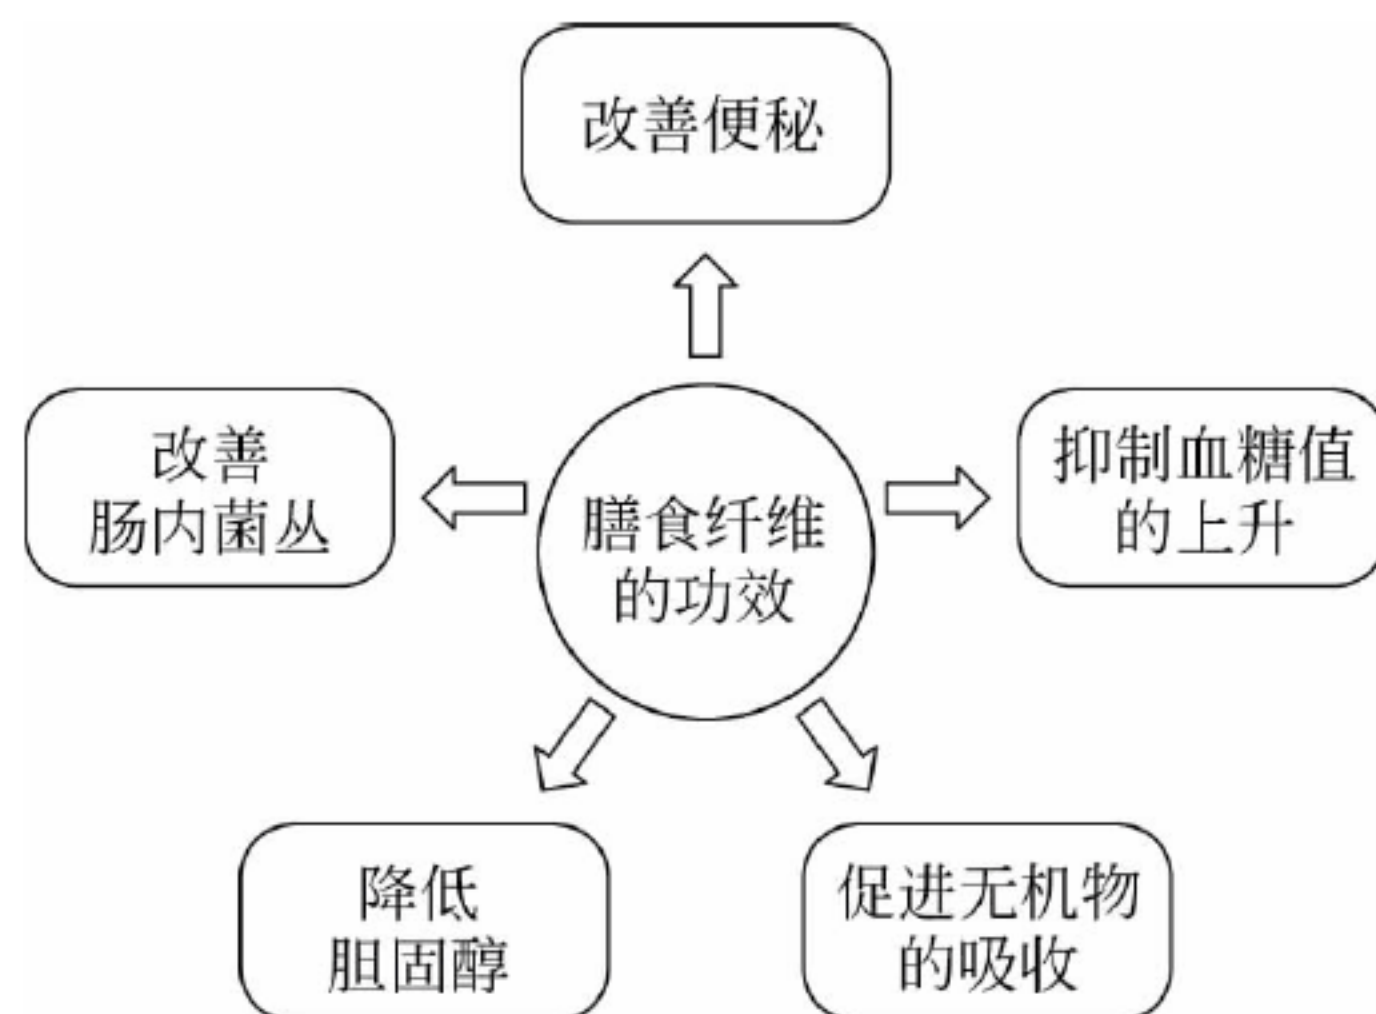 改善便秘
改善
肠内菌丛
膳食纤维
的功效
抑制血糖值
的上升
降低
胆固醇
促进无机物
的吸收